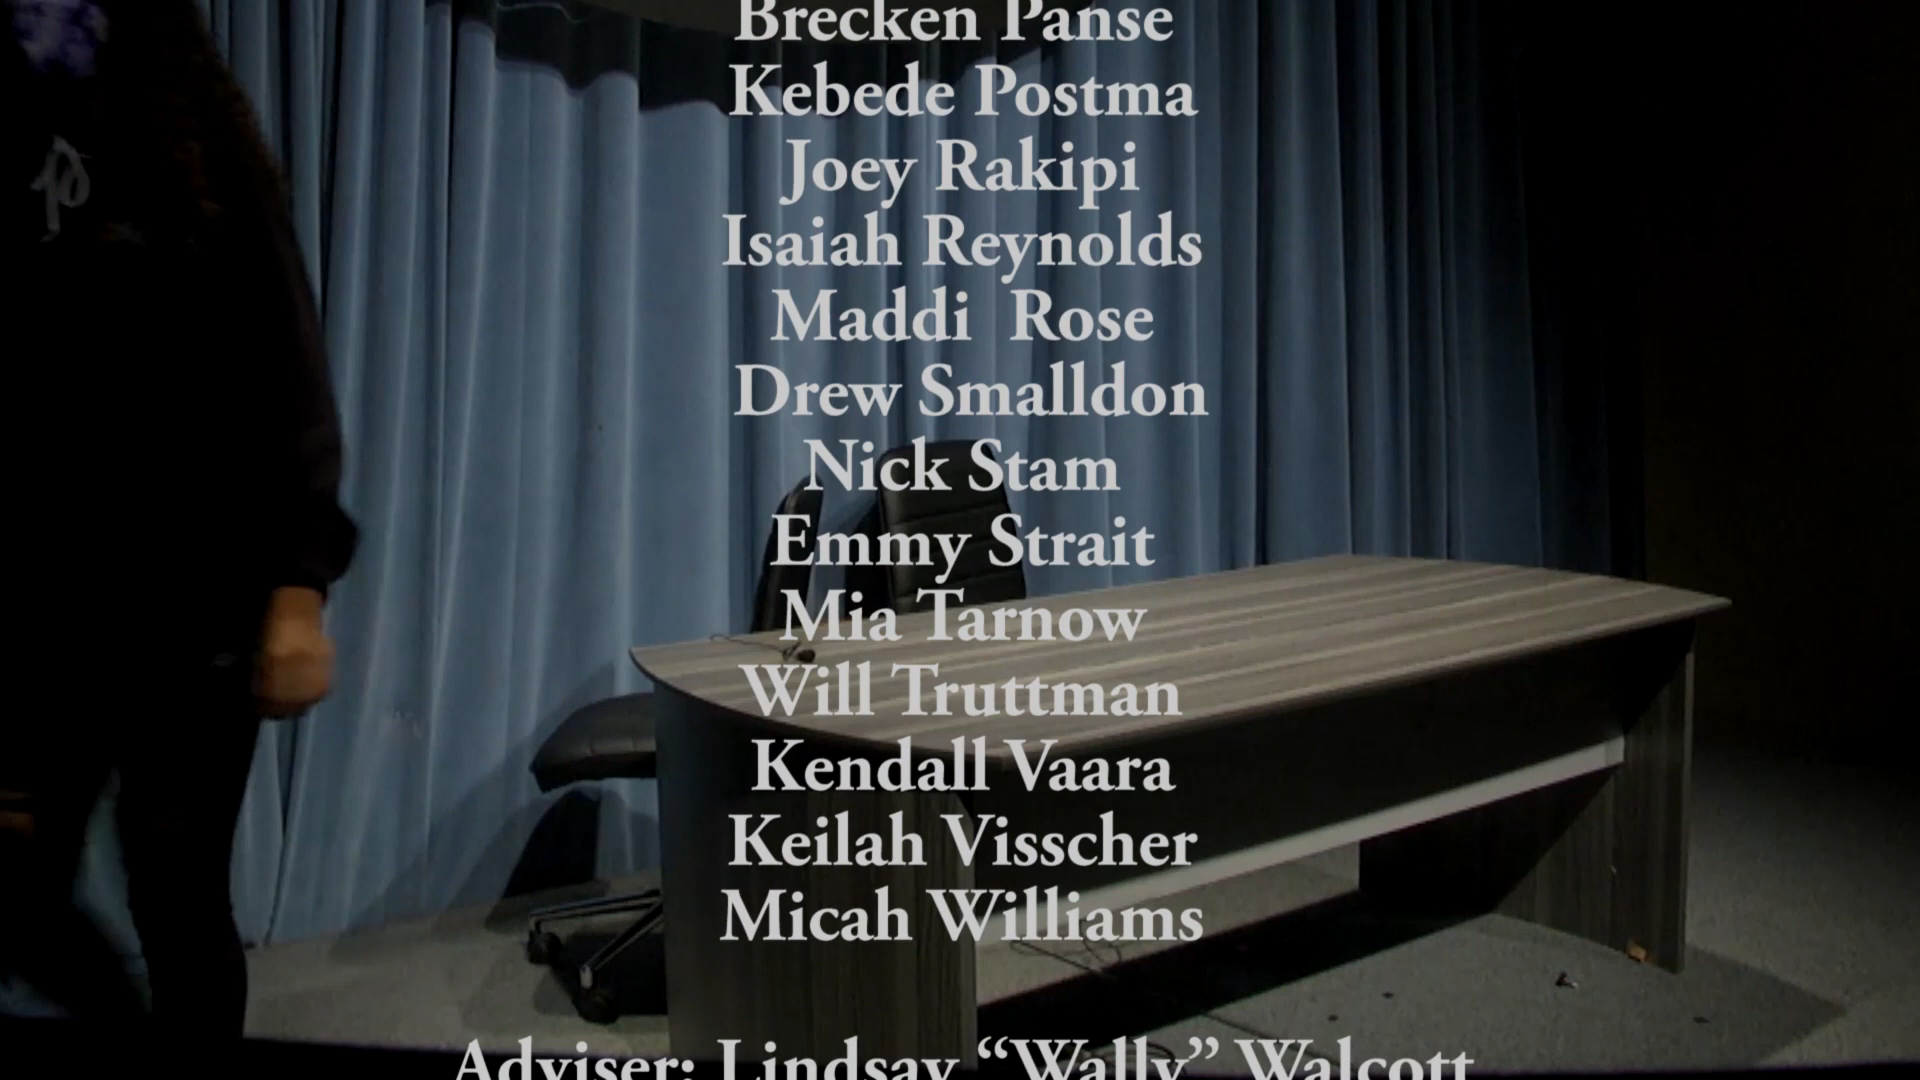 Brecken Panse
Kebede Postma
Joey Rakipi
Isaiah Reynolds
Maddi  Rose
Drew Smalldon
Nick Stam
Emmy Strait
Mia Tarnow
Will Truttman
Kendall Vaara
Keilah Visscher
Micah Williams
Adviser: Lindsay “Wally” Walcott